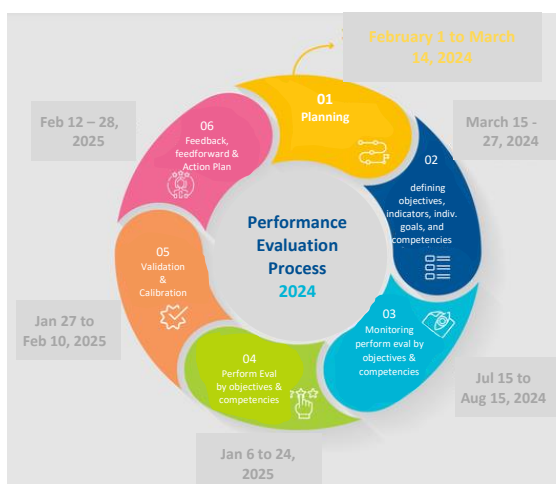 February 1 to March
14, 2024
01
Planning
March 15 -
27, 2024
02
defining
objectives,
indicators, indiv.
goals, and
competencies
Jul 15 to
Aug 15, 2024
03
Monitoring
perform eval by
objectives &
competencies
Jan 6 to 24,
2025
04
Perform Eval
by objectives &
competencies
Jan 27 to
Feb 10, 2025
05
Validation
&
Calibration
Feb 12 – 28,
2025
06
Feedback,
feedforward &
Action Plan
Performance
Evaluation
Process
2024